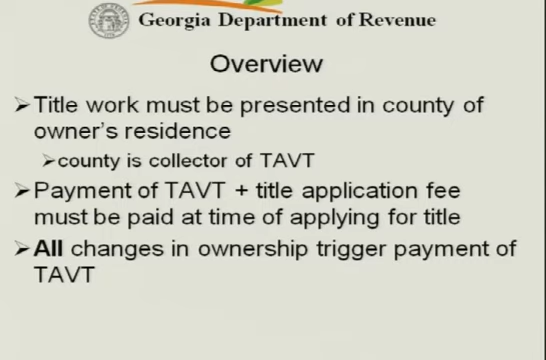 Georgia Department of Revenue
Overview
➢Title work must be presented in county of
owner's residence
➢county is collector of TAVT
➢Payment of TAVT + title application fee
must be paid at time of applying for title
➢All changes in ownership trigger payment of
TAVT